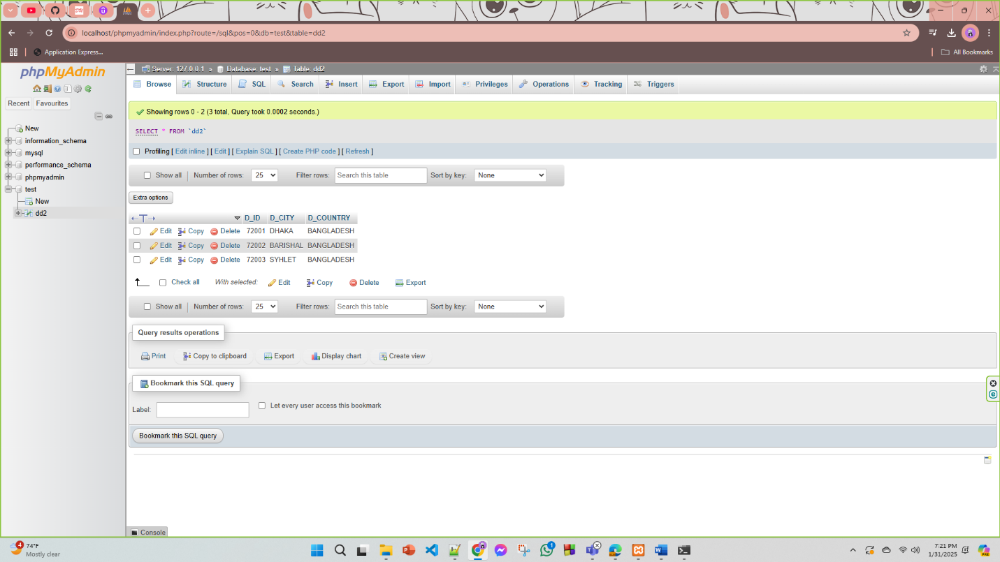 localhost/phpmyadmin/index.php?route=/sql&pos=0&db=test&table=dd2
Application Express...
All Bookmarks
phpMyAdmin
Recent Favourites
New
information_schema
mysql
performance_schema
phpmyadmin
test
New
dd2
Server: 127.0.0.1 » Database: test » Table: dd2
Browse Structure SQL Search Insert Export Import Privileges Operations Tracking Triggers
Showing rows 0 - 2 (3 total, Query took 0.0002 seconds.)
SELECT * FROM `dd2`
Profiling [ Edit inline ] [ Edit ] [ Explain SQL ] [ Create PHP code ] [ Refresh ]
Show all Number of rows: 25 Filter rows: Search this table Sort by key: None
Extra options
←T→ D_ID D_CITY D_COUNTRY
Edit Copy Delete 72001 DHAKA BANGLADESH
Edit Copy Delete 72002 BARISHAL BANGLADESH
Edit Copy Delete 72003 SYHLET BANGLADESH
Check all With selected: Edit Copy Delete Export
Show all Number of rows: 25 Filter rows: Search this table Sort by key: None
Query results operations
Print Copy to clipboard Export Display chart Create view
Bookmark this SQL query
Label: Let every user access this bookmark
Bookmark this SQL query
Console
4
74°F
Mostly clear
1
7:21 PM
1/31/2025
PRE